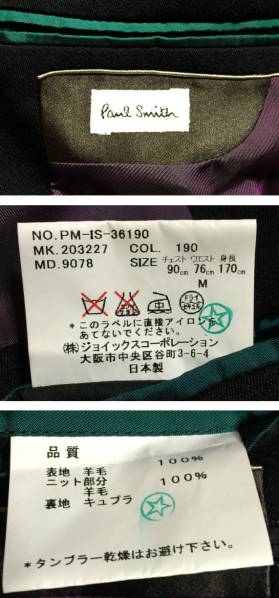 Paul Smith
NO. PM-IS-36190
MK. 203227 COL. 190
MD. 9078 SIZE チェスト ウエスト 身長
90cm 76cm 170cm
M
ドライ
*このラベルに直接アイロンを
あてないでください。
(株)ジョイックスコーポレーション
大阪市中央区谷町3-6-4
日本製
品質
表地 羊毛 100%
ニット部分 100%
羊毛
裏地 キュプラ
*タンブラー乾燥はお避け下さい。